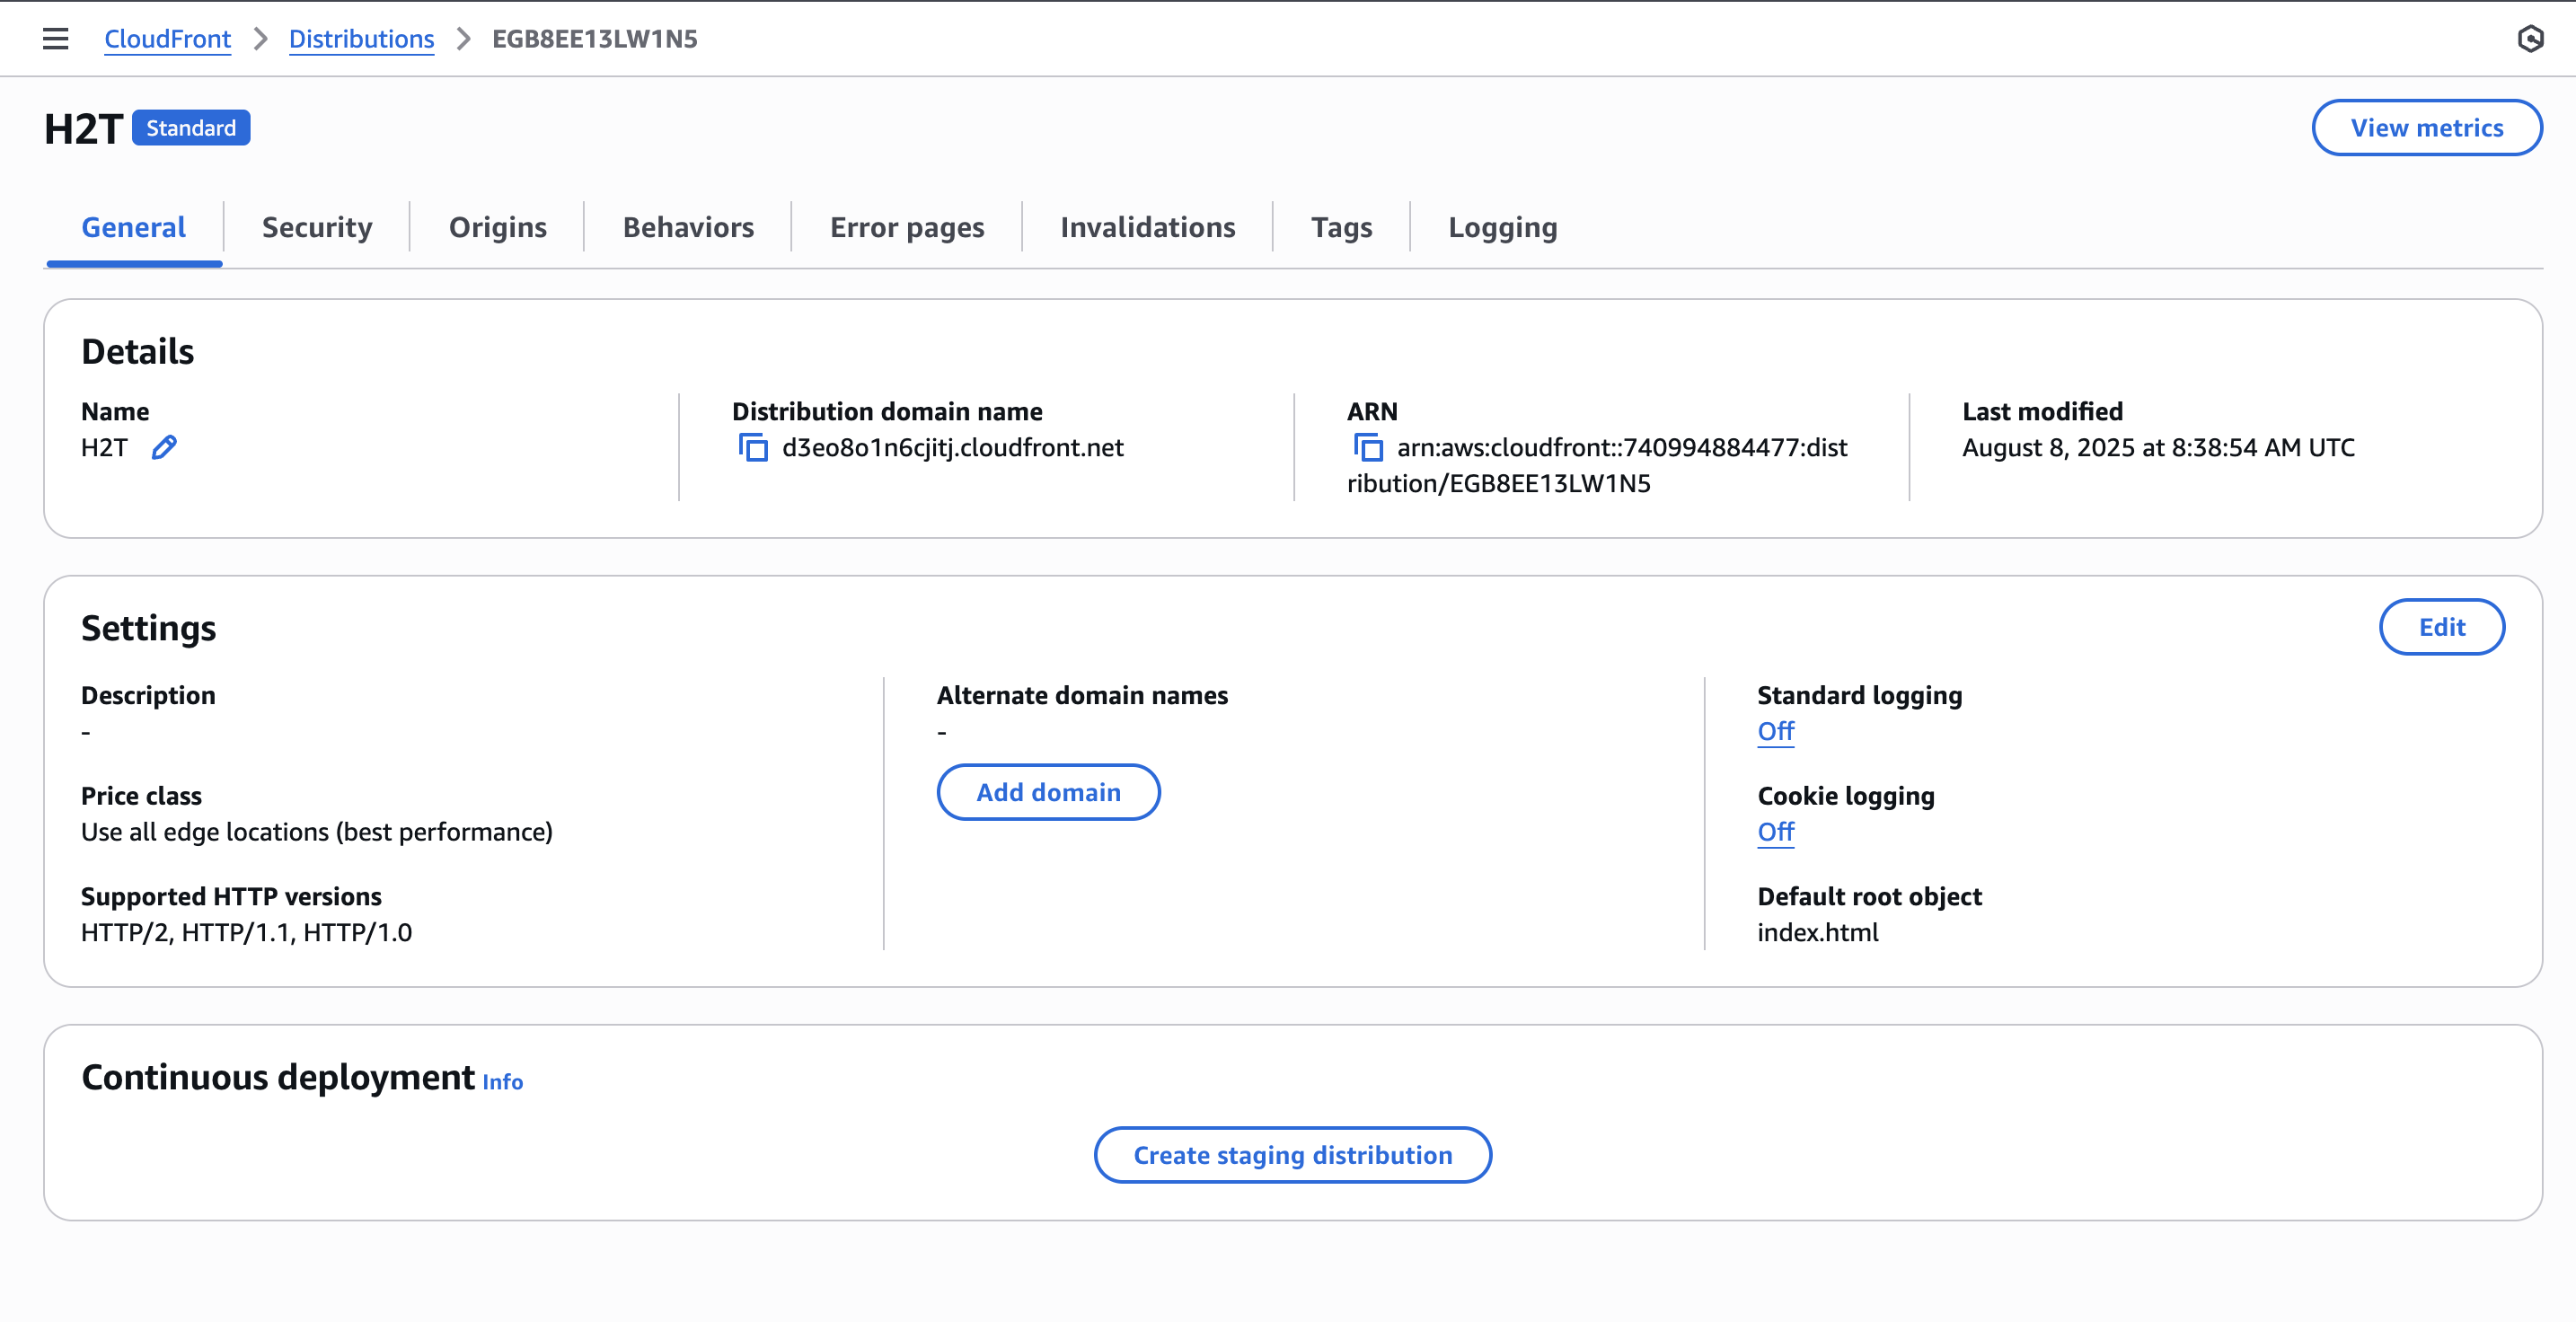 CloudFront > Distributions > EGB8EE13LW1N5
H2T Standard
View metrics
General
Security
Origins
Behaviors
Error pages
Invalidations
Tags
Logging
Details
Name
H2T
Distribution domain name
d3eo8o1n6cjitj.cloudfront.net
ARN
arn:aws:cloudfront::740994884477:dist
ribution/EGB8EE13LW1N5
Last modified
August 8, 2025 at 8:38:54 AM UTC
Settings
Edit
Description
-
Price class
Use all edge locations (best performance)
Supported HTTP versions
HTTP/2, HTTP/1.1, HTTP/1.0
Alternate domain names
-
Add domain
Standard logging
Off
Cookie logging
Off
Default root object
index.html
Continuous deployment Info
Create staging distribution